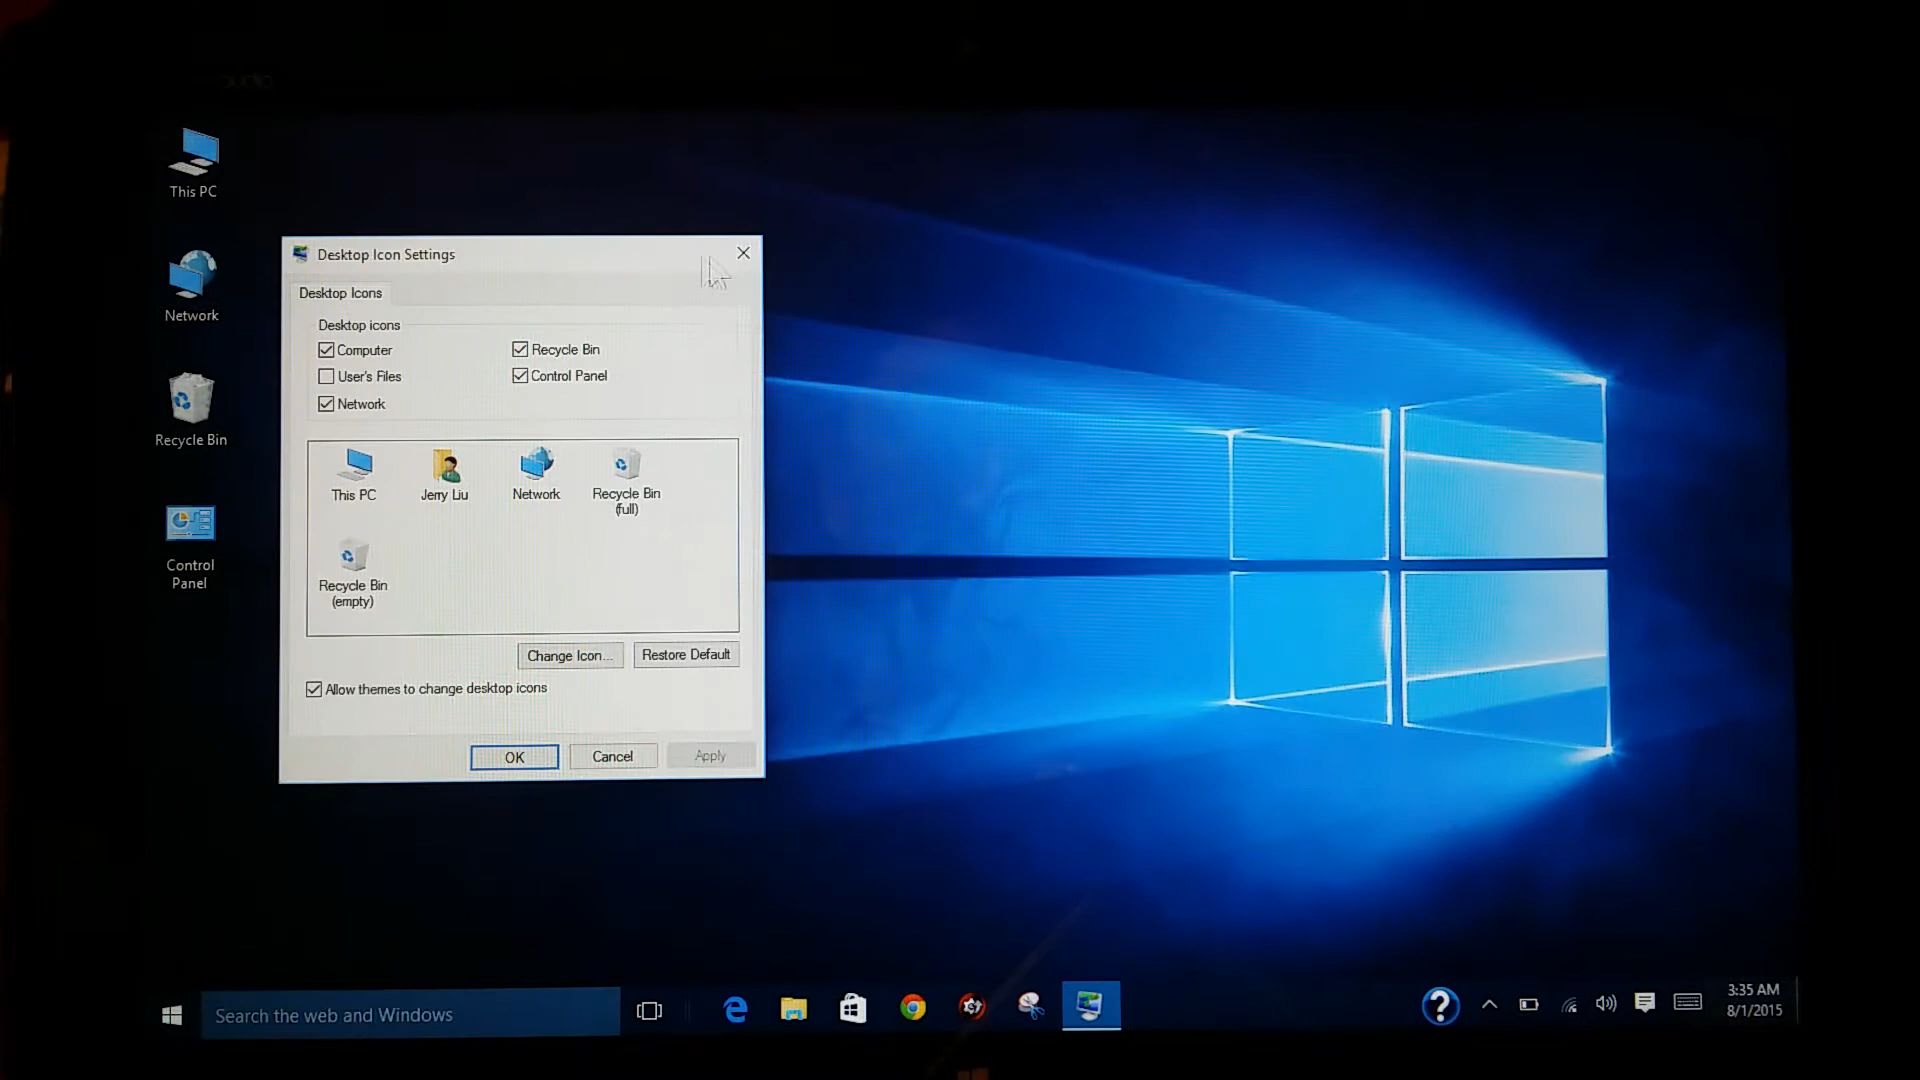 This PC
Network
Recycle Bin
Control
Panel
Desktop Icon Settings
Desktop Icons
Desktop icons
Computer
Recycle Bin
User's Files
Control Panel
Network
This PC
Jerry Liu
Network
Recycle Bin
(full)
Recycle Bin
(empty)
Change Icon...
Restore Default
Allow themes to change desktop icons
OK
Cancel
Apply
Search the web and Windows
?
3:35 AM
8/1/2015